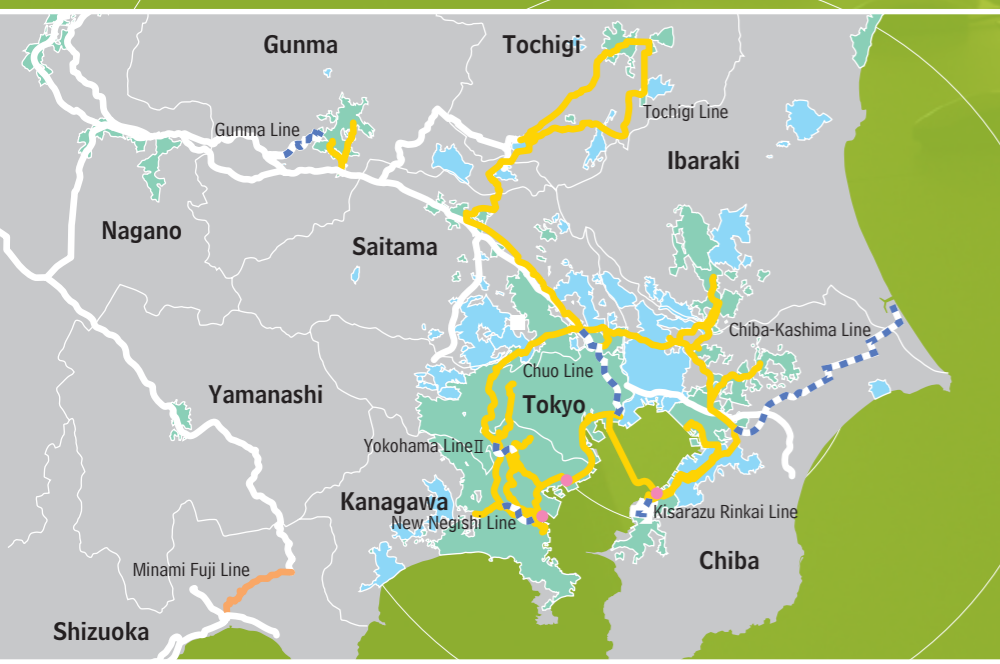 Gunma
Tochigi
Tochigi Line
Gunma Line
Ibaraki
Nagano
Saitama
Chiba-Kashima Line
Chuo Line
Yamanashi
Tokyo
Yokohama LineⅡ
Kanagawa
New Negishi Line
Kisarazu Rinkai Line
Chiba
Minami Fuji Line
Shizuoka